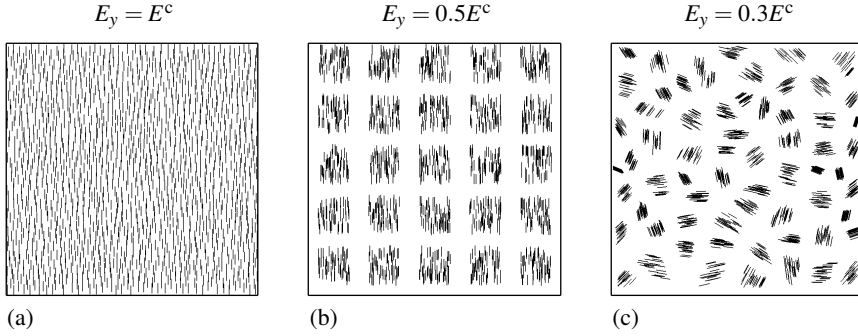 E_y = E^c
E_y = 0.5E^c
E_y = 0.3E^c
(a)
(b)
(c)